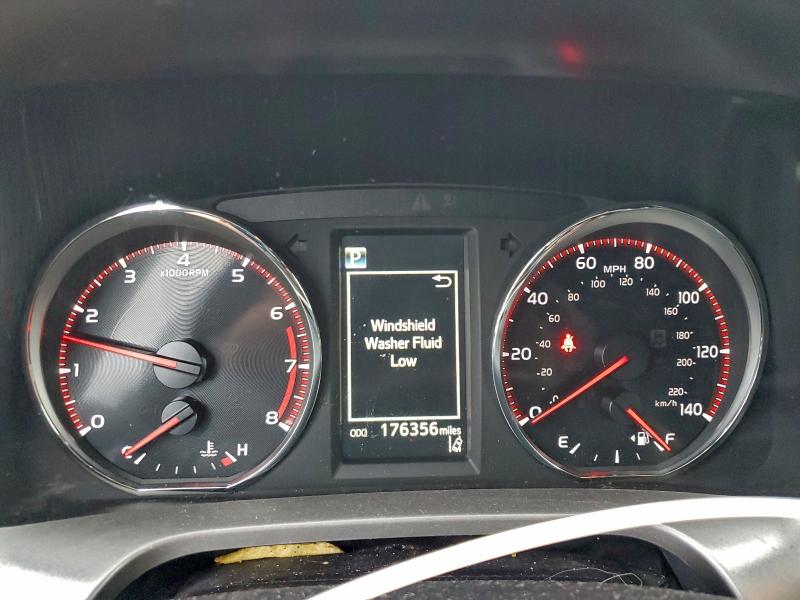 4
3 x1000RPM 5
2 6
1 7
0 8
C H
P
Windshield
Washer Fluid
Low
ODO 176356 miles
60 MPH 80
80 100 120 140
40 100
60 160
20 40 180 120
20 200
0 0 220 140
km/h
E F